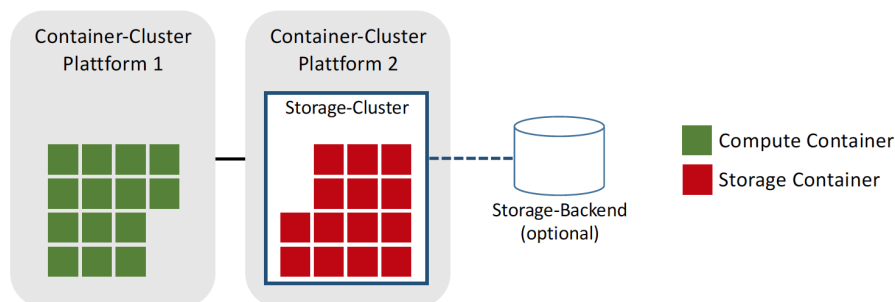 Container-Cluster
Plattform 1
Container-Cluster
Plattform 2
Storage-Cluster
Storage-Backend
(optional)
Compute Container
Storage Container